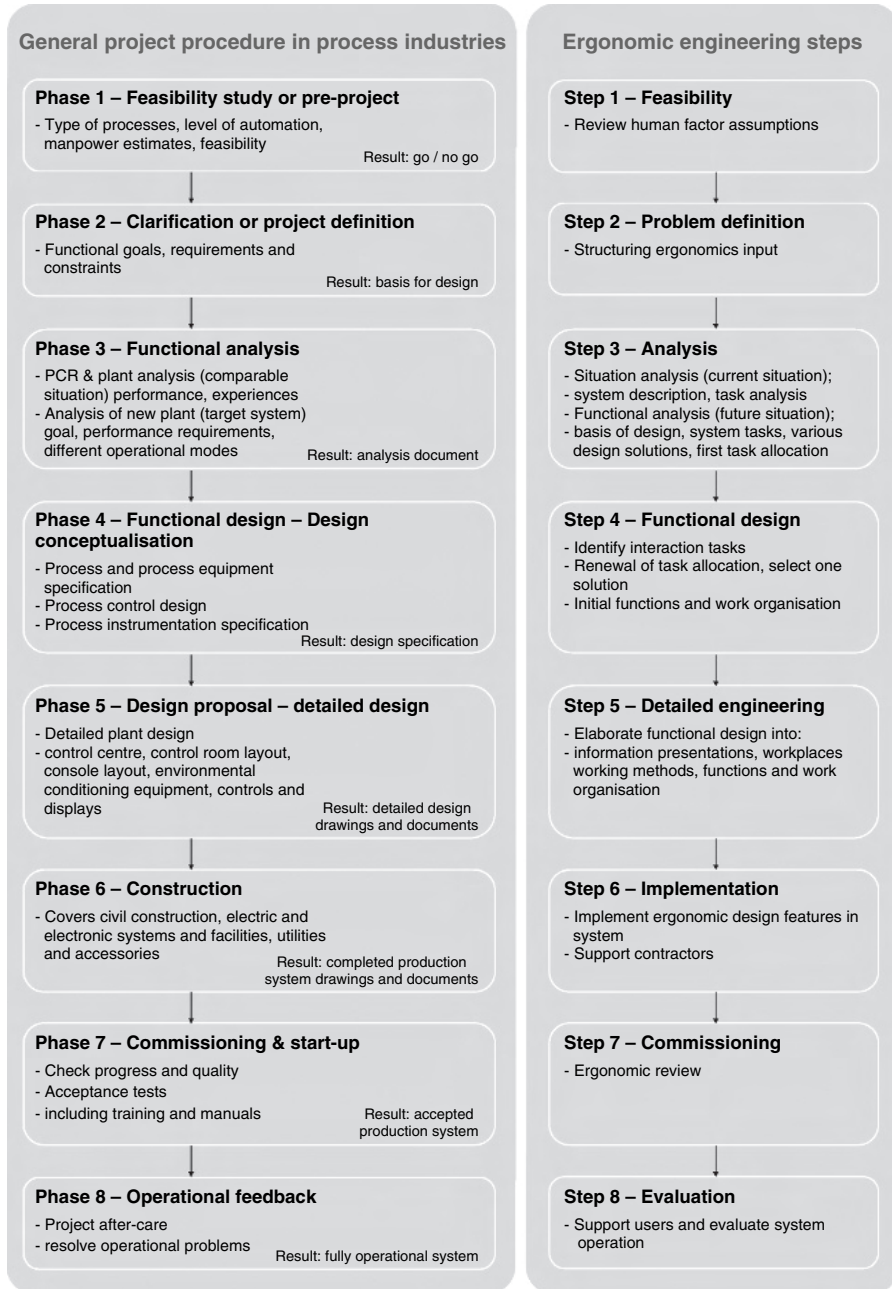 General project procedure in process industries
Phase 1 – Feasibility study or pre-project
- Type of processes, level of automation,
manpower estimates, feasibility
Result: go / no go
Phase 2 – Clarification or project definition
- Functional goals, requirements and
constraints
Result: basis for design
Phase 3 – Functional analysis
- PCR & plant analysis (comparable
situation) performance, experiences
- Analysis of new plant (target system)
goal, performance requirements,
different operational modes
Result: analysis document
Phase 4 – Functional design – Design
conceptualisation
- Process and process equipment
specification
- Process control design
- Process instrumentation specification
Result: design specification
Phase 5 – Design proposal – detailed design
- Detailed plant design
- control centre, control room layout,
console layout, environmental
conditioning equipment, controls and
displays
Result: detailed design
drawings and documents
Phase 6 – Construction
- Covers civil construction, electric and
electronic systems and facilities, utilities
and accessories
Result: completed production
system drawings and documents
Phase 7 – Commissioning & start-up
- Check progress and quality
- Acceptance tests
- including training and manuals
Result: accepted
production system
Phase 8 – Operational feedback
- Project after-care
- resolve operational problems
Result: fully operational system
Ergonomic engineering steps
Step 1 – Feasibility
- Review human factor assumptions
Step 2 – Problem definition
- Structuring ergonomics input
Step 3 – Analysis
- Situation analysis (current situation);
- system description, task analysis
- Functional analysis (future situation);
- basis of design, system tasks, various
design solutions, first task allocation
Step 4 – Functional design
- Identify interaction tasks
- Renewal of task allocation, select one
solution
- Initial functions and work organisation
Step 5 – Detailed engineering
- Elaborate functional design into:
- information presentations, workplaces
working methods, functions and work
organisation
Step 6 – Implementation
- Implement ergonomic design features in
system
- Support contractors
Step 7 – Commissioning
- Ergonomic review
Step 8 – Evaluation
- Support users and evaluate system
operation